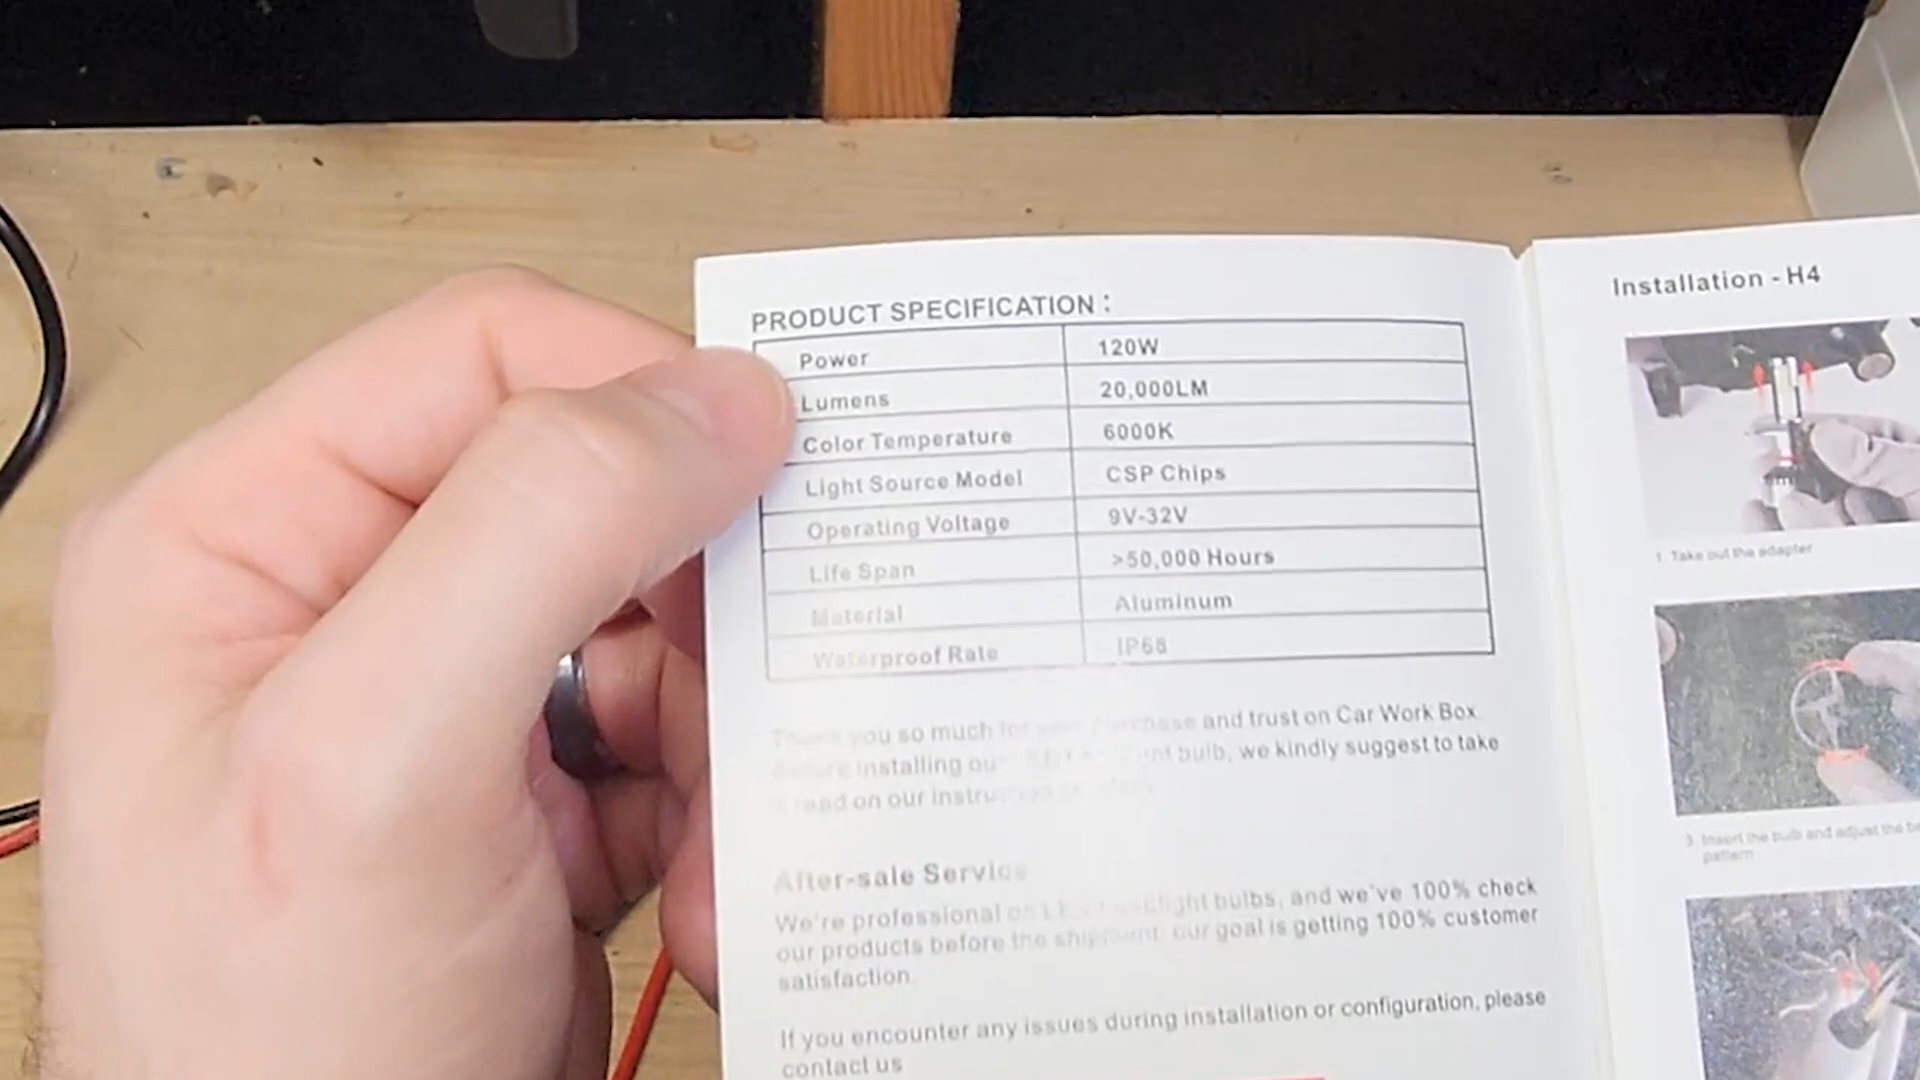 PRODUCT SPECIFICATION:
Power 120W
Lumens 20,000LM
Color Temperature 6000K
Light Source Model CSP Chips
Operating Voltage 9V-32V
Life Span >50,000 Hours
Material Aluminum
Waterproof Rate IP68
Thank you so much for your purchase and trust on Car Work Box
Before installing our bulb, we kindly suggest to take
a read on our
After-sale Service
We're professional on bulbs, and we've 100% check
our products before the shipment, our goal is getting 100% customer
satisfaction.
If you encounter any issues during installation or configuration, please
contact us
Installation - H4
1. Take out the adapter
3. Insert the bulb and adjust the
pattern